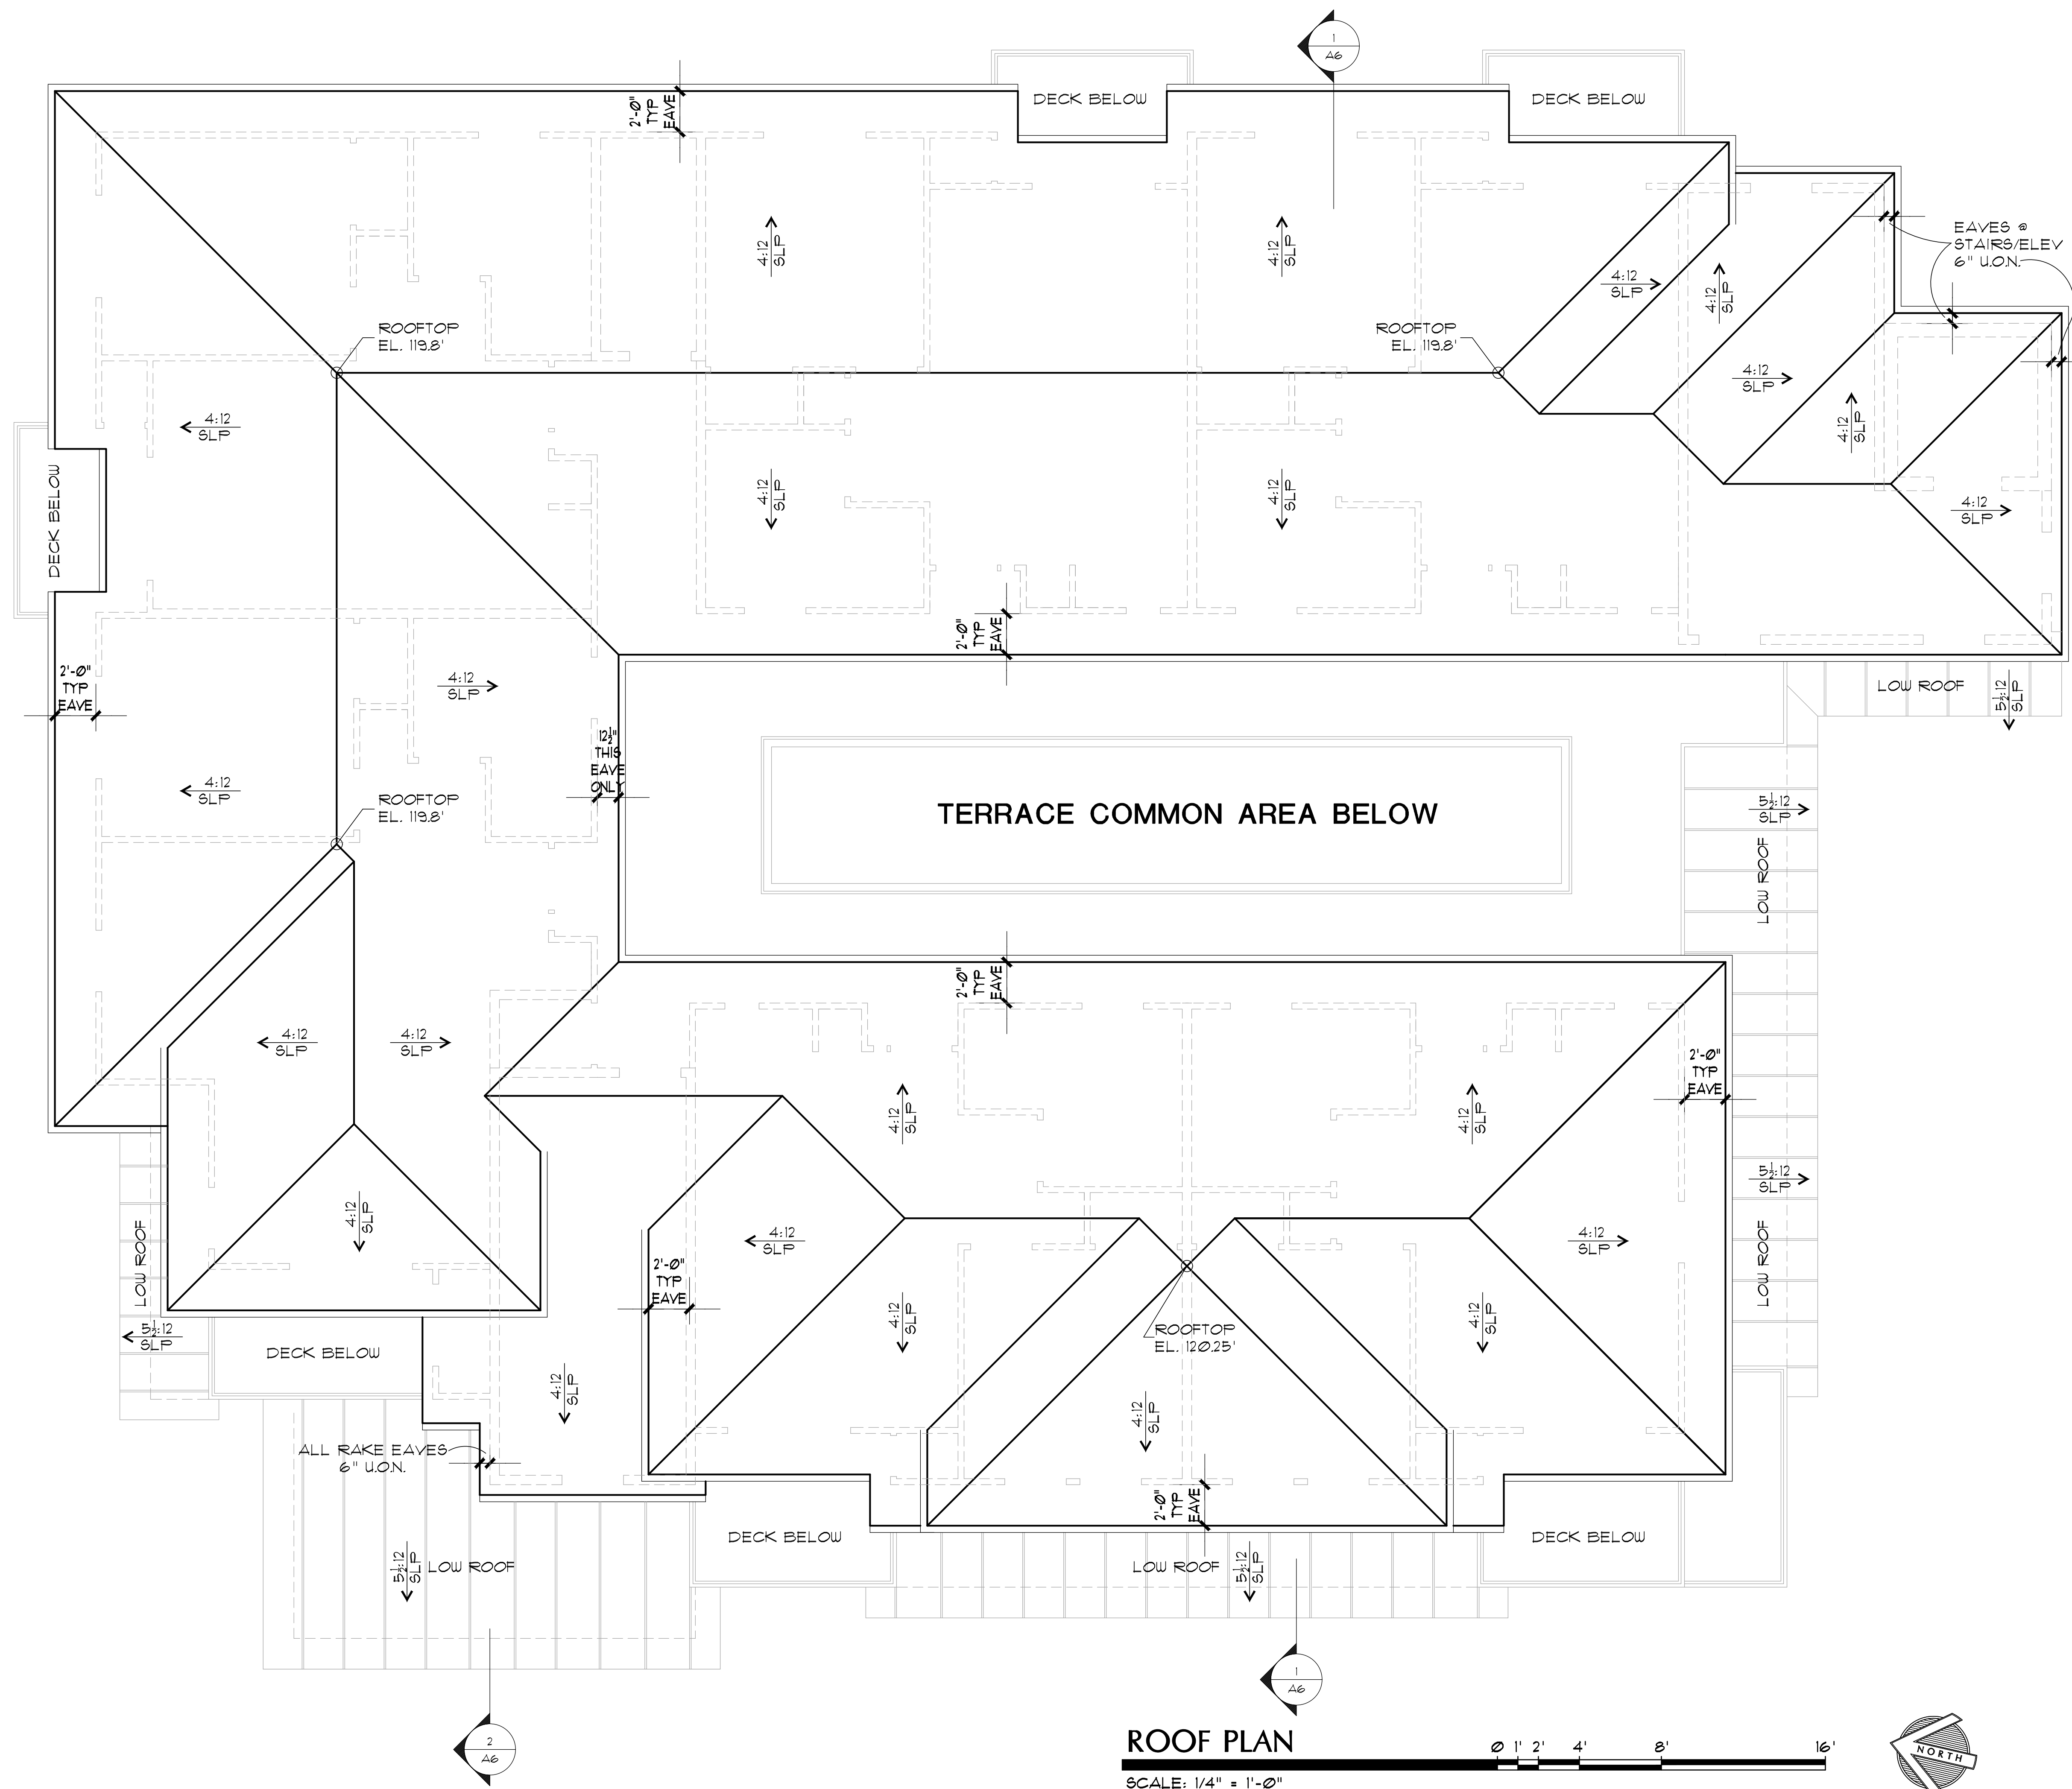 1
A6
DECK BELOW
DECK BELOW
2'-0"
TYP
EAVE
EAVES @
STAIRS/ELEV
6" U.O.N.
4:12
SLP
4:12
SLP
4:12
SLP
4:12
SLP
ROOFTOP
EL. 119.8'
ROOFTOP
EL. 119.8'
4:12
SLP
4:12
SLP
4:12
SLP
4:12
SLP
4:12
SLP
4:12
SLP
4:12
SLP
DECK BELOW
2'-0"
TYP
EAVE
2'-0"
TYP
EAVE
4:12
SLP
LOW ROOF
5½:12
SLP
12½"
THIS
EAVE
ONLY
4:12
SLP
ROOFTOP
EL. 119.8'
TERRACE COMMON AREA BELOW
5½:12
SLP
LOW ROOF
2'-0"
TYP
EAVE
4:12
SLP
4:12
SLP
2'-0"
TYP
EAVE
4:12
SLP
4:12
SLP
5½:12
SLP
4:12
SLP
4:12
SLP
4:12
SLP
LOW ROOF
LOW ROOF
2'-0"
TYP
EAVE
4:12
SLP
4:12
SLP
ROOFTOP
EL. 120.25'
5½:12
SLP
DECK BELOW
4:12
SLP
4:12
SLP
ALL RAKE EAVES
6" U.O.N.
2'-0"
TYP
EAVE
DECK BELOW
DECK BELOW
5½:12
SLP
LOW ROOF
LOW ROOF
5½:12
SLP
1
A6
2
A6
ROOF PLAN
0 1' 2' 4' 8' 16'
SCALE: 1/4" = 1'-0"
NORTH